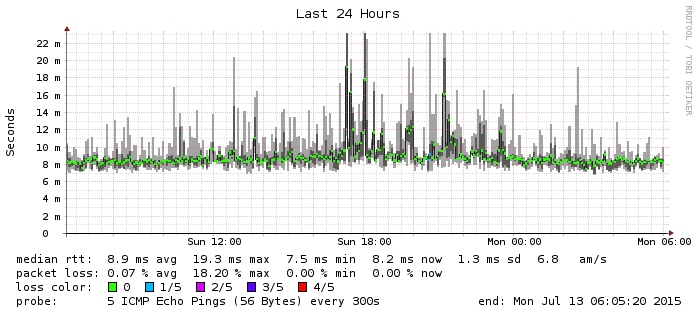 Last 24 Hours
RRDTOOL / TOBI OETIKER
Seconds
22 m
20 m
18 m
16 m
14 m
12 m
10 m
8 m
6 m
4 m
2 m
0
Sun 12:00 Sun 18:00 Mon 00:00 Mon 06:00
median rtt: 8.9 ms avg 19.3 ms max 7.5 ms min 8.2 ms now 1.3 ms sd 6.8 am/s
packet loss: 0.07 % avg 18.20 % max 0.00 % min 0.00 % now
loss color: 0 1/5 2/5 3/5 4/5
probe: 5 ICMP Echo Pings (56 Bytes) every 300s end: Mon Jul 13 06:05:20 2015